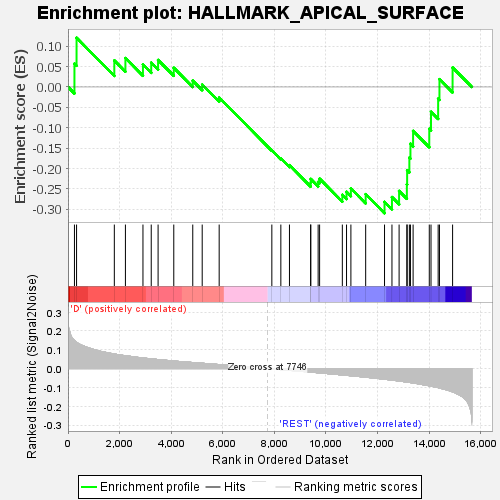 Enrichment plot: HALLMARK_APICAL_SURFACE
Enrichment score (ES)
0.10
0.05
0.00
-0.05
-0.10
-0.15
-0.20
-0.25
-0.30
'D' (positively correlated)
Ranked list metric (Signal2Noise)
0.3
0.2
0.1
0.0
-0.1
-0.2
-0.3
Zero cross at 7746
'REST' (negatively correlated)
0 2,000 4,000 6,000 8,000 10,000 12,000 14,000 16,000
Rank in Ordered Dataset
Enrichment profile Hits Ranking metric scores